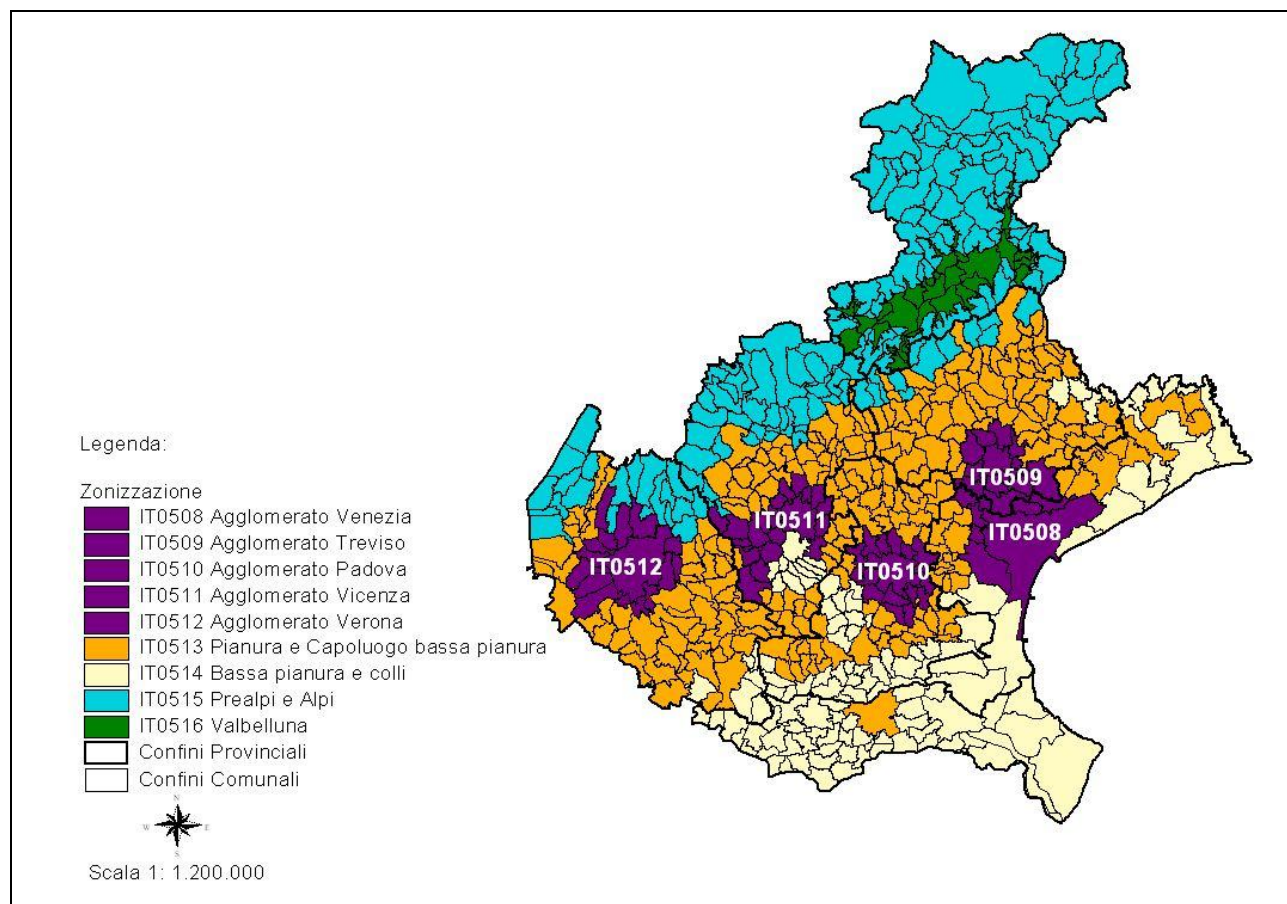 Legenda:
Zonizzazione
IT0508 Agglomerato Venezia
IT0509 Agglomerato Treviso
IT0510 Agglomerato Padova
IT0511 Agglomerato Vicenza
IT0512 Agglomerato Verona
IT0513 Pianura e Capoluogo bassa pianura
IT0514 Bassa pianura e colli
IT0515 Prealpi e Alpi
IT0516 Valbelluna
Confini Provinciali
Confini Comunali
N
W E
S
Scala 1: 1.200.000
IT0509
IT0511
IT0508
IT0512
IT0510